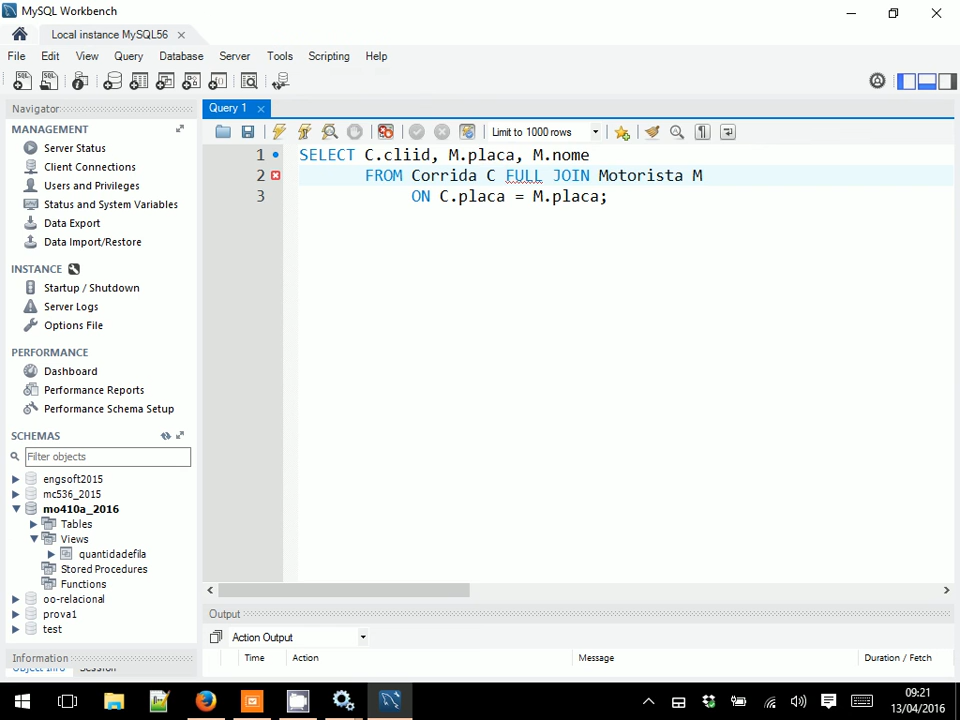 MySQL Workbench
Local instance MySQL56
File Edit View Query Database Server Tools Scripting Help
Navigator
MANAGEMENT
Server Status
Client Connections
Users and Privileges
Status and System Variables
Data Export
Data Import/Restore
INSTANCE
Startup / Shutdown
Server Logs
Options File
PERFORMANCE
Dashboard
Performance Reports
Performance Schema Setup
SCHEMAS
Filter objects
engsoft2015
mc536_2015
mo410a_2016
Tables
Views
quantidadefila
Stored Procedures
Functions
oo-relacional
prova1
test
Information
Object Info Session
Query 1
Limit to 1000 rows
1 SELECT C.cliid, M.placa, M.nome
2 FROM Corrida C FULL JOIN Motorista M
3 ON C.placa = M.placa;
Output
Action Output
Time Action Message Duration / Fetch
09:21
13/04/2016